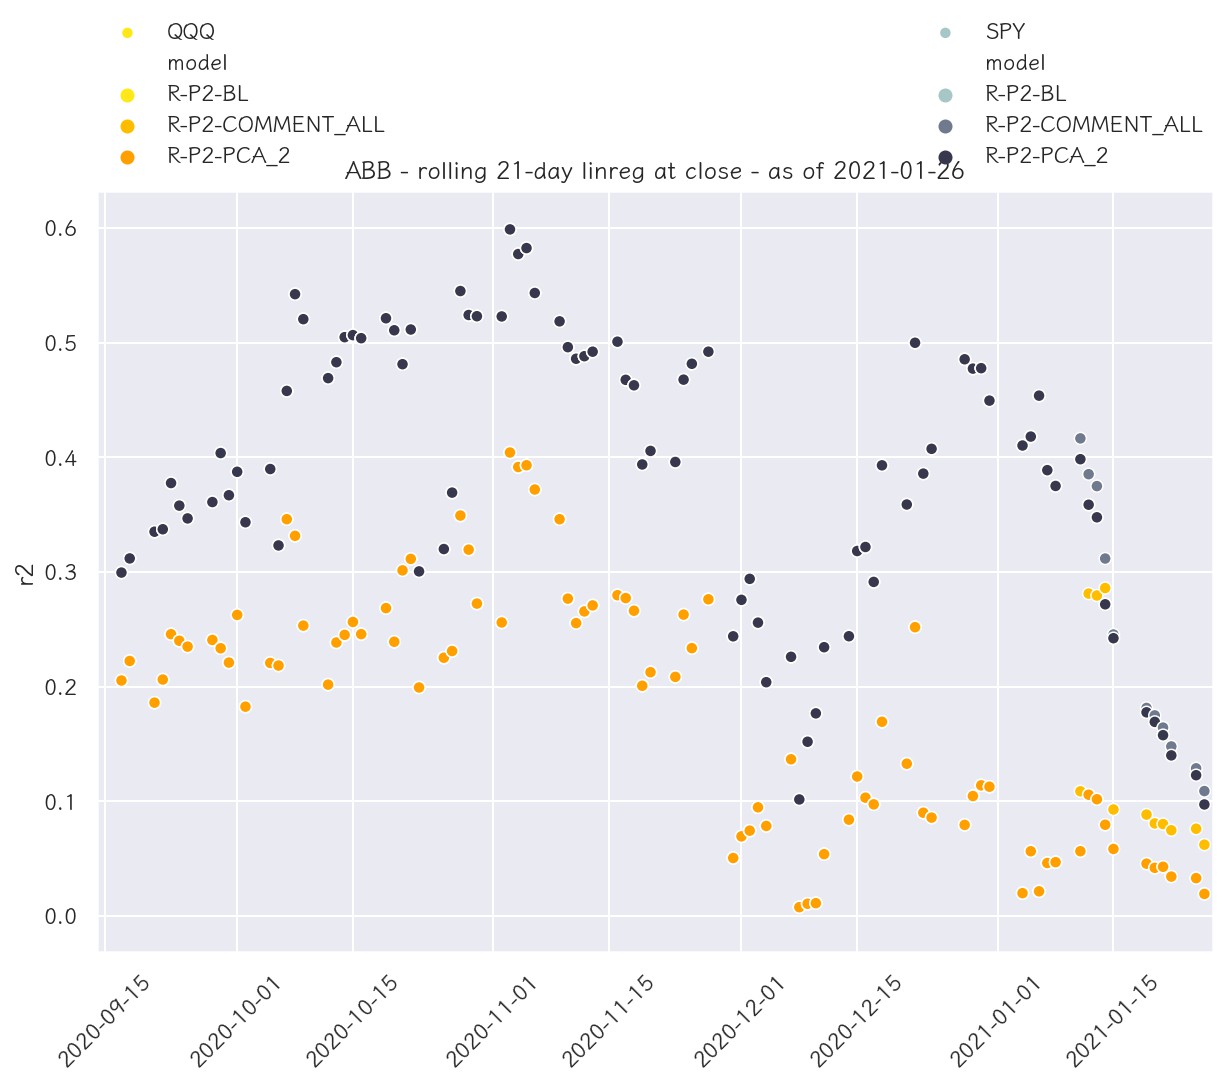 QQQ
model
R-P2-BL
R-P2-COMMENT_ALL
R-P2-PCA_2
SPY
model
R-P2-BL
R-P2-COMMENT_ALL
R-P2-PCA_2
ABB - rolling 21-day linreg at close - as of 2021-01-26
r2
0.6
0.5
0.4
0.3
0.2
0.1
0.0
2020-09-15
2020-10-01
2020-10-15
2020-11-01
2020-11-15
2020-12-01
2020-12-15
2021-01-01
2021-01-15